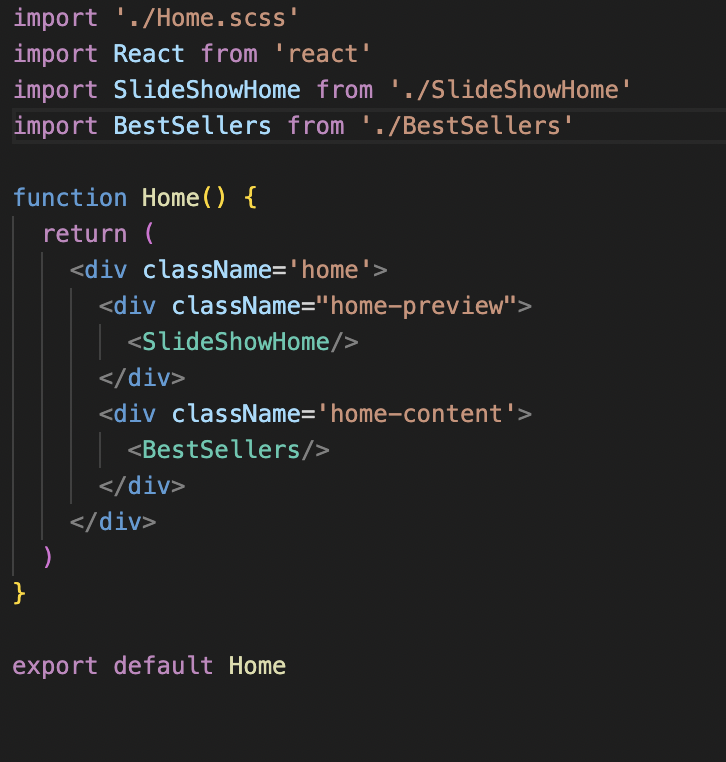 import './Home.scss'
import React from 'react'
import SlideShowHome from './SlideShowHome'
import BestSellers from './BestSellers'

function Home() {
  return (
    <div className='home'>
      <div className="home-preview">
        <SlideShowHome/>
      </div>
      <div className='home-content'>
        <BestSellers/>
      </div>
    </div>
  )
}

export default Home